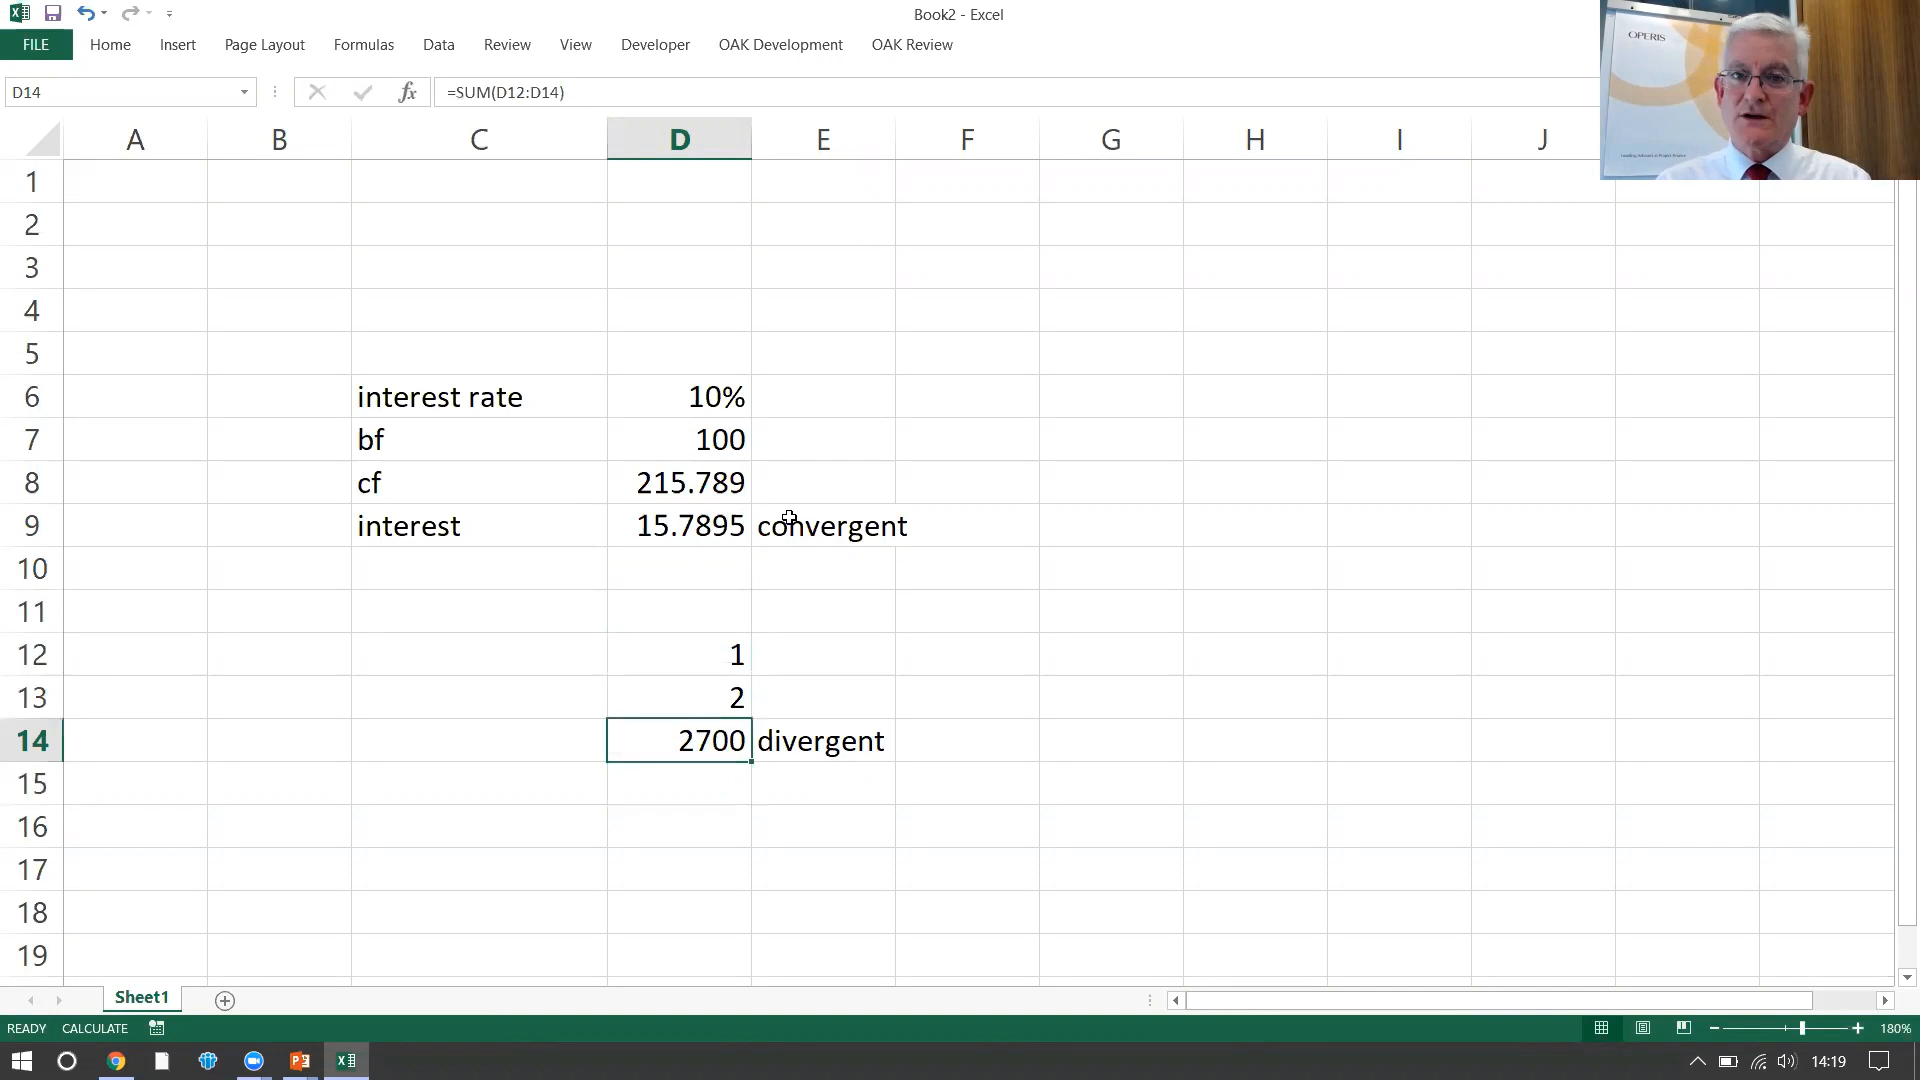 Book2 - Excel
FILE Home Insert Page Layout Formulas Data Review View Developer OAK Development OAK Review
D14 fx =SUM(D12:D14)
OPERIS
A B C D E F G H I J
1
2
3
4
5
6 interest rate 10%
7 bf 100
8 cf 215.789
9 interest 15.7895 convergent
10
11
12 1
13 2
14 2700 divergent
15
16
17
18
19
Sheet1
READY CALCULATE 180%
14:19